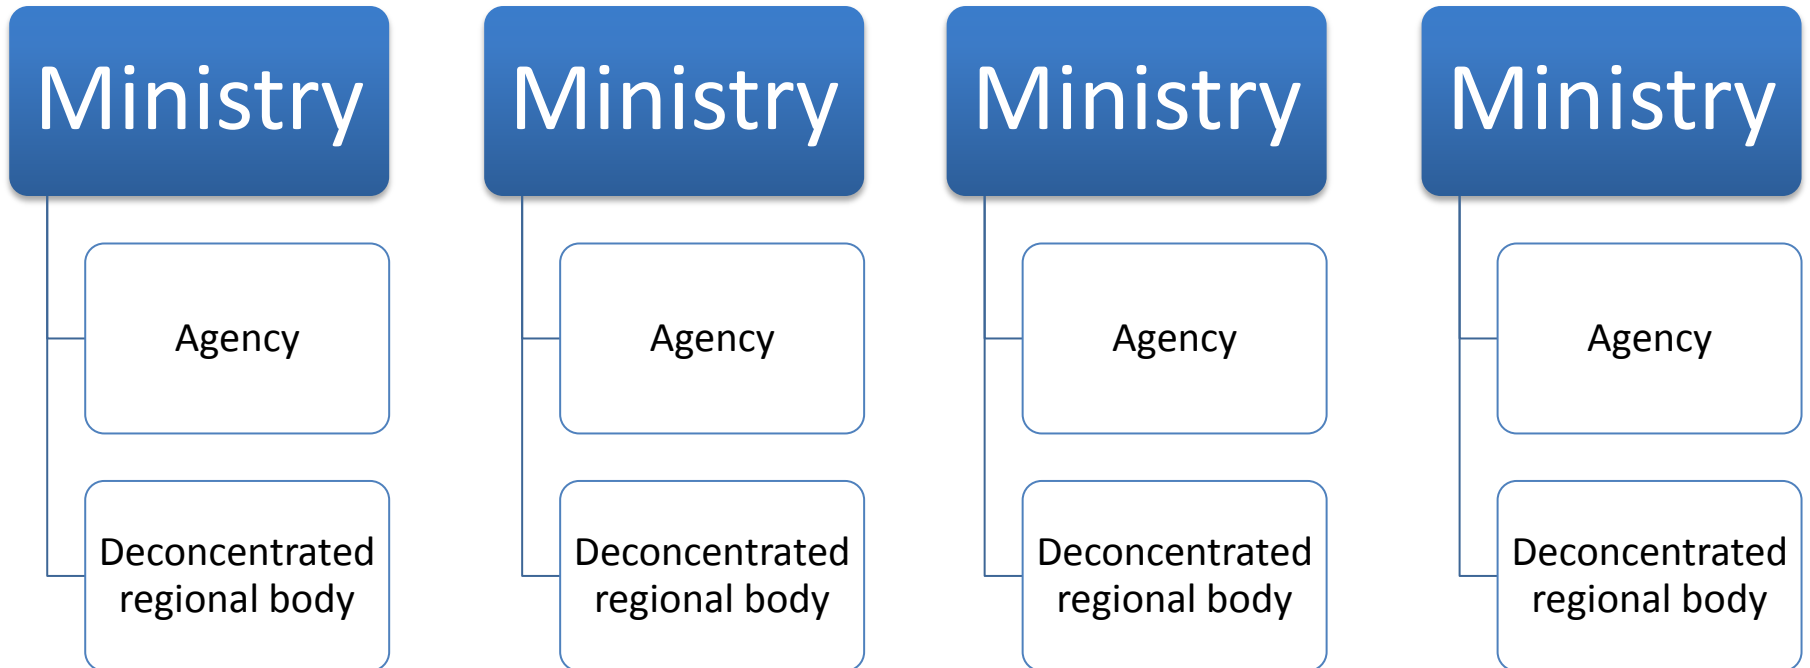 Ministry
Agency
Deconcentrated
regional body
Ministry
Agency
Deconcentrated
regional body
Ministry
Agency
Deconcentrated
regional body
Ministry
Agency
Deconcentrated
regional body